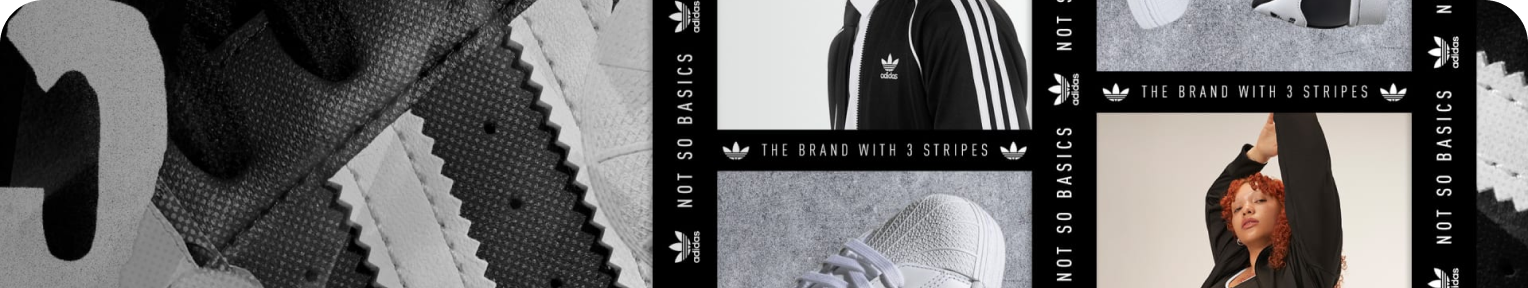 adidas
NOT SO BASICS
adidas
adidas
THE BRAND WITH 3 STRIPES
NOT S
adidas
NOT SO BASICS
THE BRAND WITH 3 STRIPES
N
adidas
NOT SO BASICS
adidas